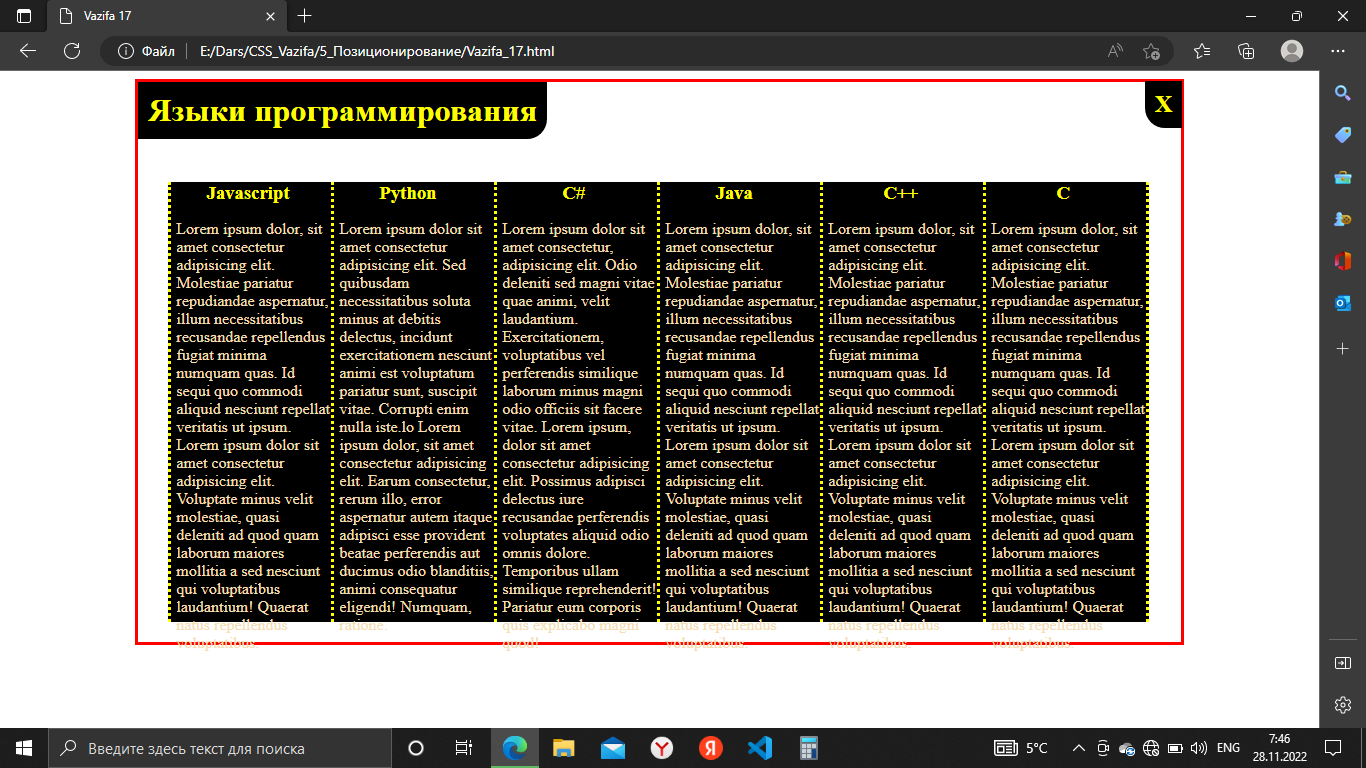 Vazifa 17
Файл
E:/Dars/CSS_Vazifa/5_Позиционирование/Vazifa_17.html
Языки программирования
X
Javascript
Lorem ipsum dolor, sit
amet consectetur
adipisicing elit.
Molestiae pariatur
repudiandae aspernatur,
illum necessitatibus
recusandae repellendus
fugiat minima
numquam quas. Id
sequi quo commodi
aliquid nesciunt repellat
veritatis ut ipsum.
Lorem ipsum dolor sit
amet consectetur
adipisicing elit.
Voluptate minus velit
molestiae, quasi
deleniti ad quod quam
laborum maiores
mollitia a sed nesciunt
qui voluptatibus
laudantium! Quaerat
natus repellendus
voluptatibus
Python
Lorem ipsum dolor sit
amet consectetur
adipisicing elit. Sed
quibusdam
necessitatibus soluta
minus at debitis
delectus, incidunt
exercitationem nesciunt
animi est voluptatum
pariatur sunt, suscipit
vitae. Corrupti enim
nulla iste.lo Lorem
ipsum dolor, sit amet
consectetur adipisicing
elit. Earum consectetur,
rerum illo, error
aspernatur autem itaque
adipisci esse provident
beatae perferendis aut
ducimus odio blanditiis,
animi consequatur
eligendi! Numquam,
ratione.
C#
Lorem ipsum dolor sit
amet consectetur,
adipisicing elit. Odio
deleniti sed magni vitae
quae animi, velit
laudantium.
Exercitationem,
voluptatibus vel
perferendis similique
laborum minus magni
odio officiis sit facere
vitae. Lorem ipsum,
dolor sit amet
consectetur adipisicing
elit. Possimus adipisci
delectus iure
recusandae perferendis
voluptates aliquid odio
omnis dolore.
Temporibus ullam
similique reprehenderit!
Pariatur eum corporis
quis explicabo magni
quod!
Java
Lorem ipsum dolor, sit
amet consectetur
adipisicing elit.
Molestiae pariatur
repudiandae aspernatur,
illum necessitatibus
recusandae repellendus
fugiat minima
numquam quas. Id
sequi quo commodi
aliquid nesciunt repellat
veritatis ut ipsum.
Lorem ipsum dolor sit
amet consectetur
adipisicing elit.
Voluptate minus velit
molestiae, quasi
deleniti ad quod quam
laborum maiores
mollitia a sed nesciunt
qui voluptatibus
laudantium! Quaerat
natus repellendus
voluptatibus
C++
Lorem ipsum dolor, sit
amet consectetur
adipisicing elit.
Molestiae pariatur
repudiandae aspernatur,
illum necessitatibus
recusandae repellendus
fugiat minima
numquam quas. Id
sequi quo commodi
aliquid nesciunt repellat
veritatis ut ipsum.
Lorem ipsum dolor sit
amet consectetur
adipisicing elit.
Voluptate minus velit
molestiae, quasi
deleniti ad quod quam
laborum maiores
mollitia a sed nesciunt
qui voluptatibus
laudantium! Quaerat
natus repellendus
voluptatibus
C
Lorem ipsum dolor, sit
amet consectetur
adipisicing elit.
Molestiae pariatur
repudiandae aspernatur,
illum necessitatibus
recusandae repellendus
fugiat minima
numquam quas. Id
sequi quo commodi
aliquid nesciunt repellat
veritatis ut ipsum.
Lorem ipsum dolor sit
amet consectetur
adipisicing elit.
Voluptate minus velit
molestiae, quasi
deleniti ad quod quam
laborum maiores
mollitia a sed nesciunt
qui voluptatibus
laudantium! Quaerat
natus repellendus
voluptatibus
Введите здесь текст для поиска
5°C
ENG
7:46
28.11.2022